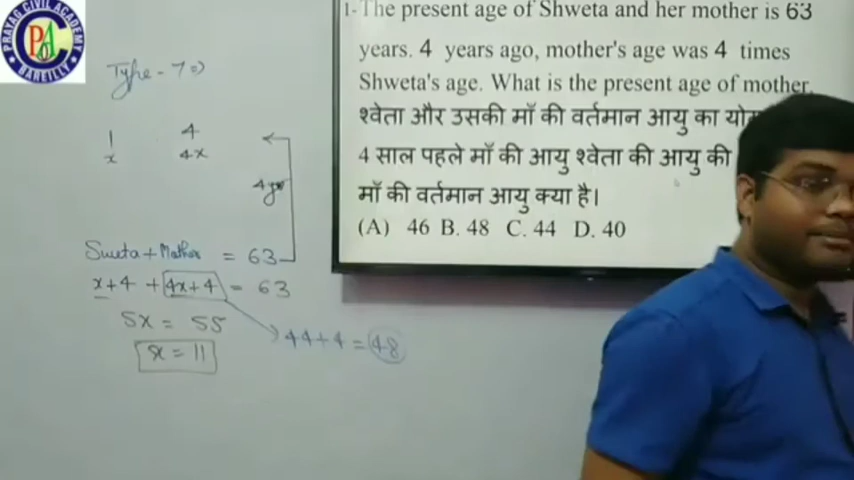 PRAYAG CIVIL ACADEMY
PCA
BAREILLY
Type - 7 =>
1 4
x 4x
4yr
Sweta + Mother = 63
x+4 + 4x+4 = 63
5x = 55
x = 11
44+4 = 48
1- The present age of Shweta and her mother is 63
years. 4 years ago, mother's age was 4 times
Shweta's age. What is the present age of mother.
श्वेता और उसकी माँ की वर्तमान आयु का
4 साल पहले माँ की आयु श्वेता की आयु की
माँ की वर्तमान आयु क्या है।
(A) 46 B. 48 C. 44 D. 40